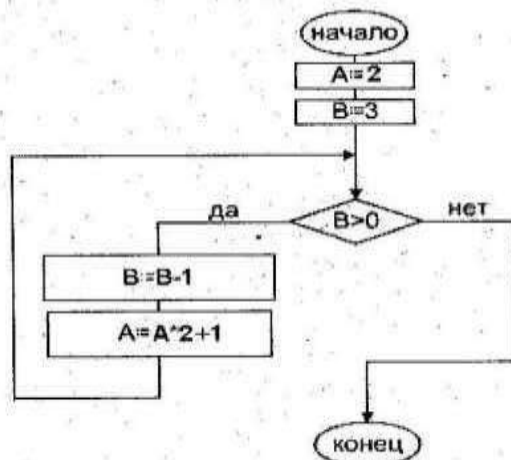 начало
A:=2
B:=3
B>0
да
нет
B:=B-1
A:=A*2+1
конец